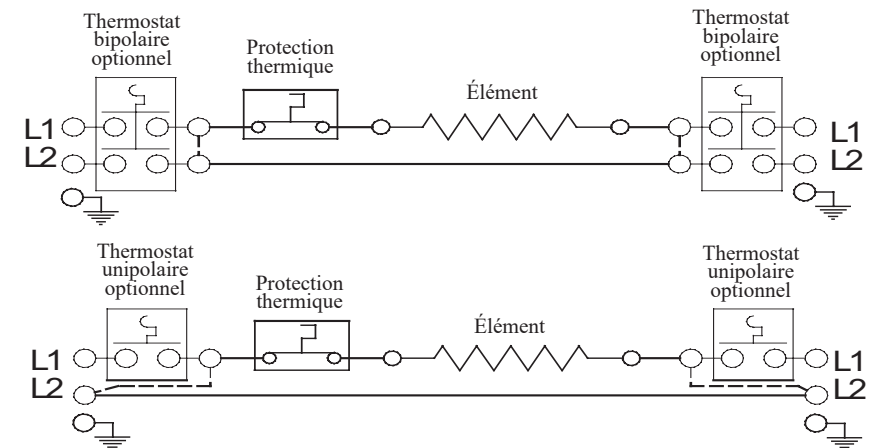 Thermostat
bipolaire
optionnel
Protection
thermique
Élément
Thermostat
bipolaire
optionnel
L1
L2
L1
L2
Thermostat
unipolaire
optionnel
Protection
thermique
Élément
Thermostat
unipolaire
optionnel
L1
L2
L1
L2